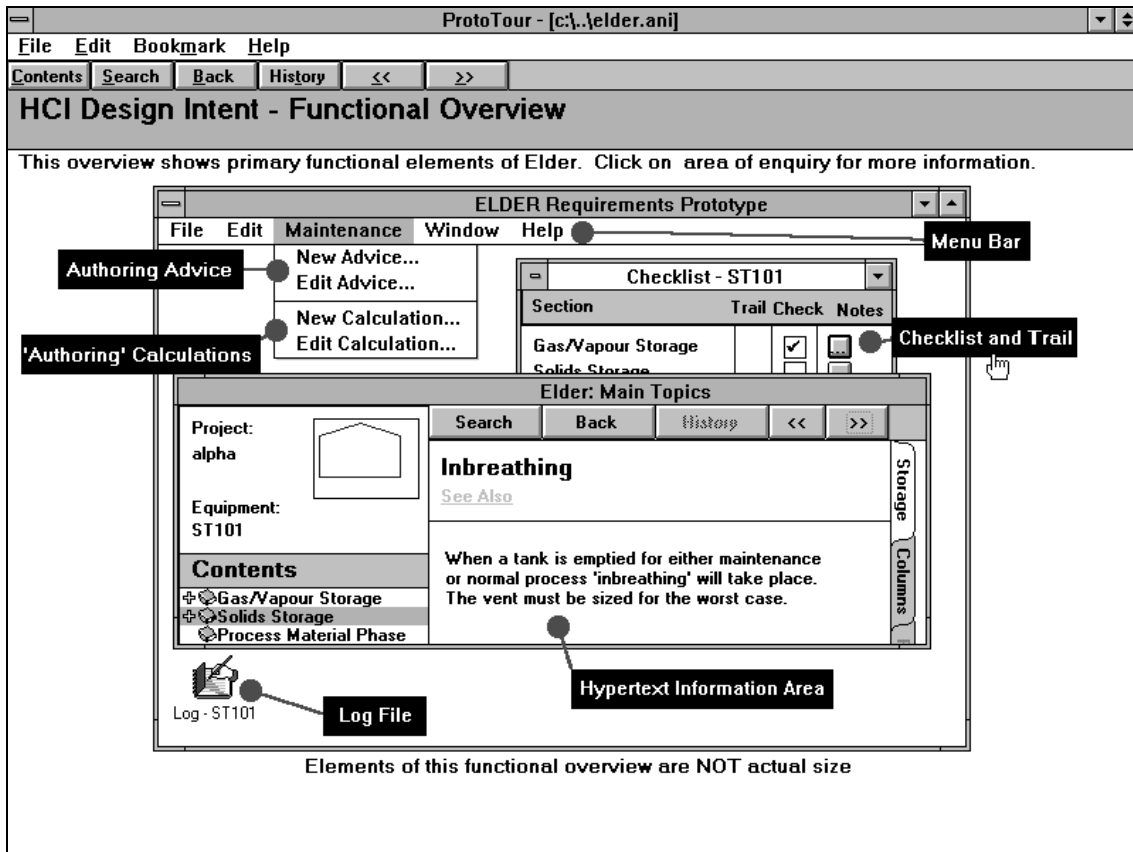 ProtoTour - [c:\..\elder.ani]
File Edit Bookmark Help
Contents Search Back History << >>
HCI Design Intent - Functional Overview
This overview shows primary functional elements of Elder. Click on area of enquiry for more information.
ELDER Requirements Prototype
File Edit Maintenance Window Help
Menu Bar
Authoring Advice
New Advice...
Edit Advice...
'Authoring' Calculations
New Calculation...
Edit Calculation...
Checklist - ST101
Section Trail Check Notes
Gas/Vapour Storage
Solids Storage
Checklist and Trail
Elder: Main Topics
Project:
alpha
Equipment:
ST101
Search Back History << >>
Inbreathing
See Also
When a tank is emptied for either maintenance
or normal process 'inbreathing' will take place.
The vent must be sized for the worst case.
Storage
Columns
Contents
Gas/Vapour Storage
Solids Storage
Process Material Phase
Hypertext Information Area
Log - ST101
Log File
Elements of this functional overview are NOT actual size